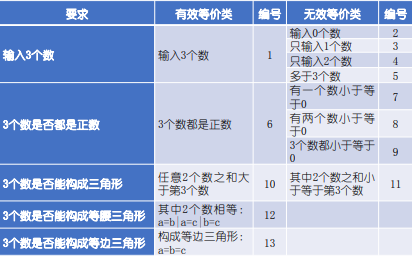 要求 有效等价类 编号 无效等价类 编号
输入3个数 输入3个数 1 输入0个数 2
只输入1个数 3
只输入2个数 4
多于3个数 5
3个数是否都是正数 3个数都是正数 6 有一个数小于等
于0 7
有两个数小于等
于0 8
3个数都小于等于
0 9
3个数是否能构成三角形 任意2个数之和大
于第3个数 10 其中2个数之和小
于等于第3个数 11
3个数是否能构成等腰三角形 其中2个数相等:
a=b|a=c|b=c 12
3个数是否能构成等边三角形 构成等边三角形:
a=b=c 13